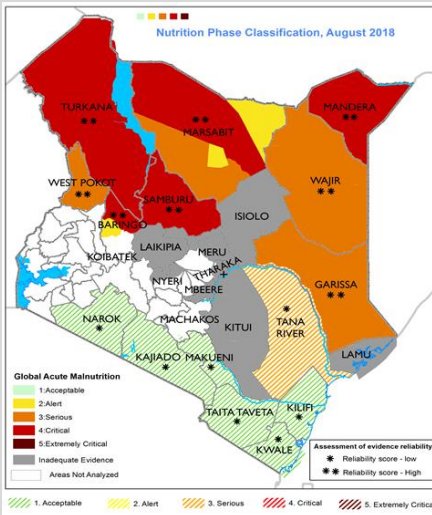 Nutrition Phase Classification, August 2018
TURKANA
**
MARSABIT
**
MANDERA
**
WEST POKOT
**
SAMBURU
**
WAJIR
**
BARINGO
**
ISIOLO
KOIBATEK
LAIKIPIA
MERU
THARAKA
NYERI
MBEERE
GARISSA
**
MACHAKOS
NAROK
*
KITUI
TANA
RIVER
*
KAJIADO
*
MAKUENI
*
LAMU
TAITA TAVETA
*
KILIFI
*
KWALE
*
Global Acute Malnutrition
1:Acceptable
2:Alert
3:Serious
4:Critical
5:Extremely Critical
Inadequate Evidence
Areas Not Analyzed
Assessment of evidence reliability
* Reliability score - low
** Reliability score - High
1. Acceptable
2. Alert
3. Serious
4. Critical
5. Extremely Critical